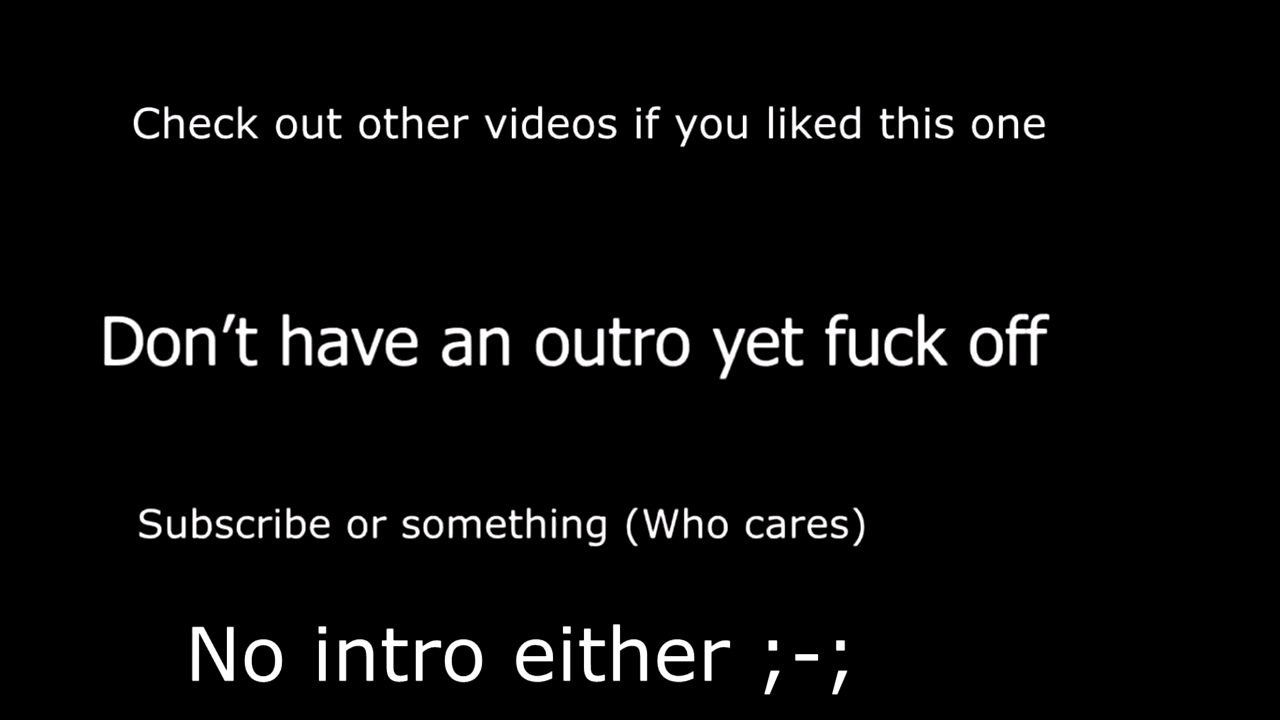 Check out other videos if you liked this one
Don’t have an outro yet fuck off
Subscribe or something (Who cares)
No intro either ;-;